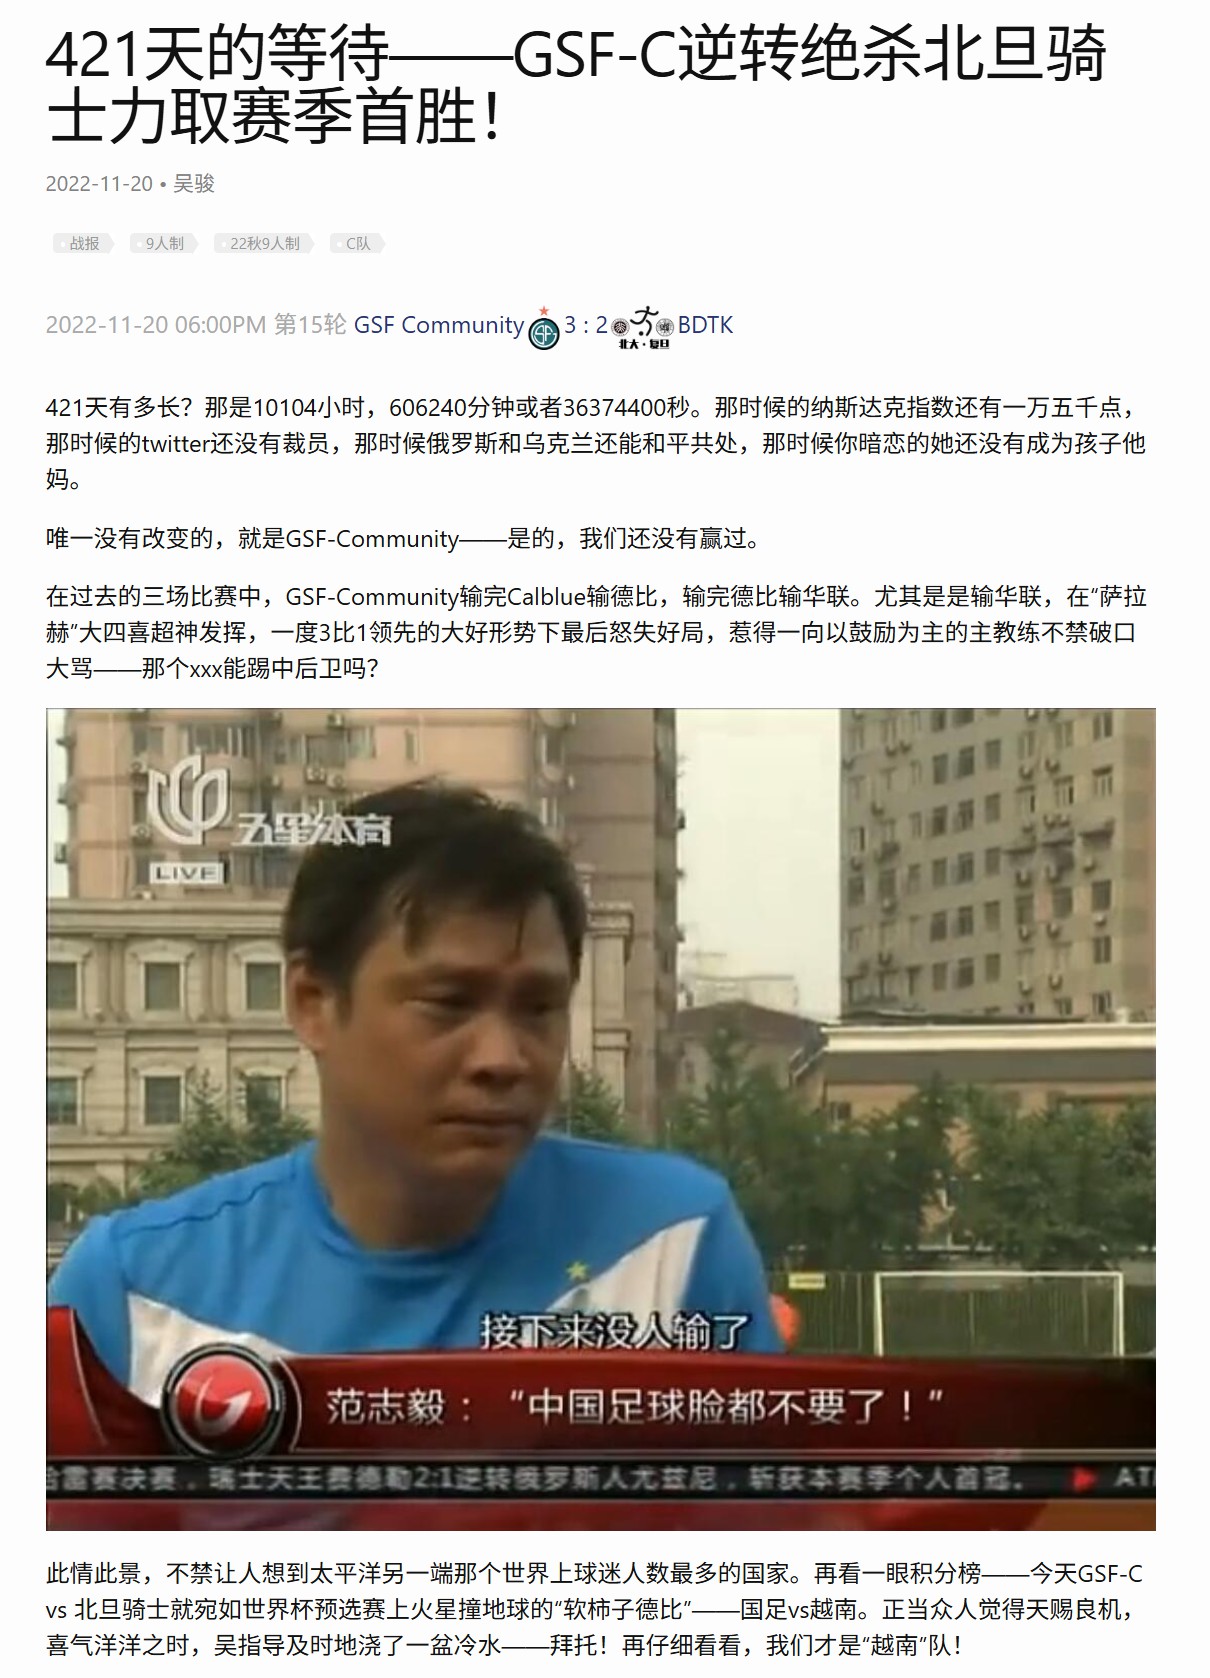 421天的等待——GSF-C逆转绝杀北旦骑
士力取赛季首胜！
2022-11-20 • 吴骏
战报 9人制 22秋9人制 C队
2022-11-20 06:00PM 第15轮 GSF Community GSF 3 : 2 北大·复旦 BDTK
421天有多长？那是10104小时，606240分钟或者36374400秒。那时候的纳斯达克指数还有一万五千点，
那时候的twitter还没有裁员，那时候俄罗斯和乌克兰还能和平共处，那时候你暗恋的她还没有成为孩子他
妈。
唯一没有改变的，就是GSF-Community——是的，我们还没有赢过。
在过去的三场比赛中，GSF-Community输完Calblue输德比，输完德比输华联。尤其是是输华联，在“萨拉
赫”大四喜超神发挥，一度3比1领先的大好形势下最后怒失好局，惹得一向以鼓励为主的主教练不禁破口
大骂——那个xxx能踢中后卫吗？
五星体育
LIVE
接下来没人输了
范志毅：“中国足球脸都不要了！”
哈雷赛决赛，瑞士天王费德勒2:1逆转俄罗斯人尤兹尼，斩获本赛季个人首冠。 AT
此情此景，不禁让人想到太平洋另一端那个世界上球迷人数最多的国家。再看一眼积分榜——今天GSF-C
vs 北旦骑士就宛如世界杯预选赛上火星撞地球的“软柿子德比”——国足vs越南。正当众人觉得天赐良机，
喜气洋洋之时，吴指导及时地浇了一盆冷水——拜托！再仔细看看，我们才是“越南”队！